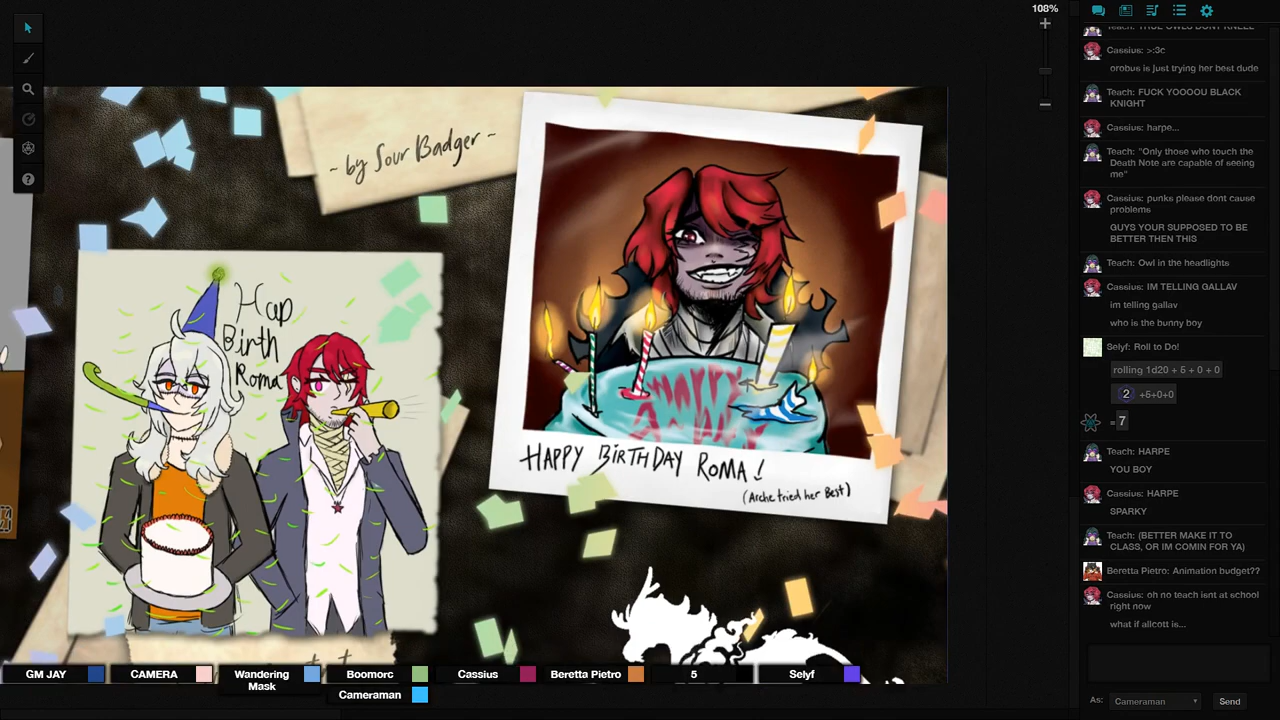 108%
~ by Sour Badger ~
Hap
Birth
Roma
HAPPY BIRTHDAY ROMA!
(Arche tried her Best)
GM JAY
CAMERA
Wandering
Mask
Boomorc
Cassius
Beretta Pietro
5
Selyf
Cameraman
Teach: TRUE OWLS DONT KNEEL
Cassius: >:3c
orobus is just trying her best dude
Teach: FUCK YOOOOU BLACK
KNIGHT
Cassius: harpe...
Teach: "Only those who touch the
Death Note are capable of seeing
me"
Cassius: punks please dont cause
problems
GUYS YOUR SUPPOSED TO BE
BETTER THEN THIS
Teach: Owl in the headlights
Cassius: IM TELLING GALLAV
im telling gallav
who is the bunny boy
Selyf: Roll to Do!
rolling 1d20 + 5 + 0 + 0
2 +5+0+0
=7
Teach: HARPE
YOU BOY
Cassius: HARPE
SPARKY
Teach: (BETTER MAKE IT TO
CLASS, OR IM COMIN FOR YA)
Beretta Pietro: Animation budget??
Cassius: oh no teach isnt at school
right now
what if allcott is...
As: Cameraman
Send